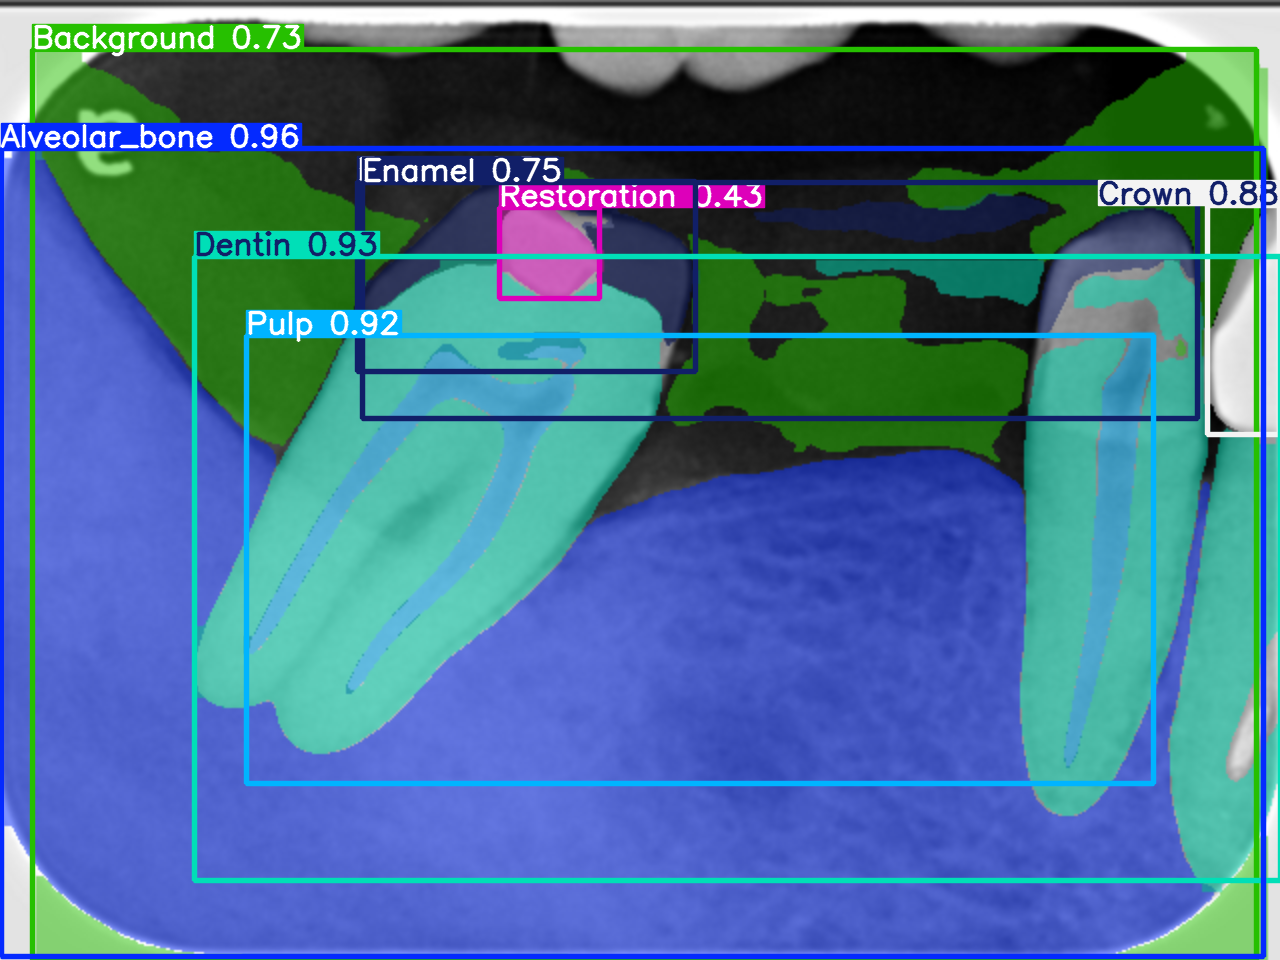 Background 0.73
Alveolar_bone 0.96
Enamel 0.75
Restoration 0.43
Crown 0.88
Dentin 0.93
Pulp 0.92